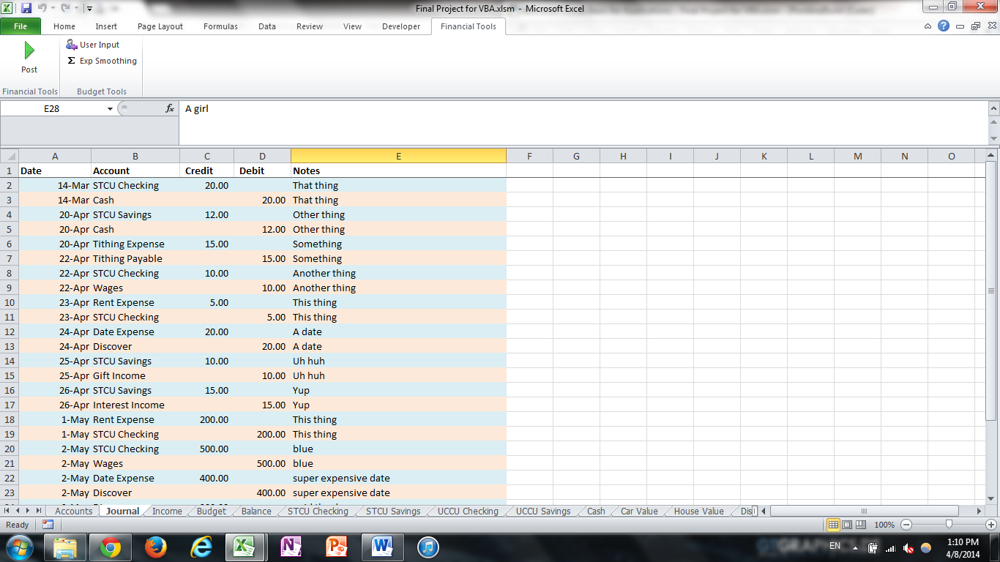 Final Project for VBA.xlsm - Microsoft Excel
File Home Insert Page Layout Formulas Data Review View Developer Financial Tools
Post
User Input
Σ Exp Smoothing
Financial Tools Budget Tools
E28 fx A girl
A B C D E F G H I J K L M N O
1 Date Account Credit Debit Notes
2 14-Mar STCU Checking 20.00 That thing
3 14-Mar Cash 20.00 That thing
4 20-Apr STCU Savings 12.00 Other thing
5 20-Apr Cash 12.00 Other thing
6 20-Apr Tithing Expense 15.00 Something
7 22-Apr Tithing Payable 15.00 Something
8 22-Apr STCU Checking 10.00 Another thing
9 22-Apr Wages 10.00 Another thing
10 23-Apr Rent Expense 5.00 This thing
11 23-Apr STCU Checking 5.00 This thing
12 24-Apr Date Expense 20.00 A date
13 24-Apr Discover 20.00 A date
14 25-Apr STCU Savings 10.00 Uh huh
15 25-Apr Gift Income 10.00 Uh huh
16 26-Apr STCU Savings 15.00 Yup
17 26-Apr Interest Income 15.00 Yup
18 1-May Rent Expense 200.00 This thing
19 1-May STCU Checking 200.00 This thing
20 2-May STCU Checking 500.00 blue
21 2-May Wages 500.00 blue
22 2-May Date Expense 400.00 super expensive date
23 2-May Discover 400.00 super expensive date
Accounts Journal Income Budget Balance STCU Checking STCU Savings UCCU Checking UCCU Savings Cash Car Value House Value Dis
Ready 100%
EN 1:10 PM
4/8/2014